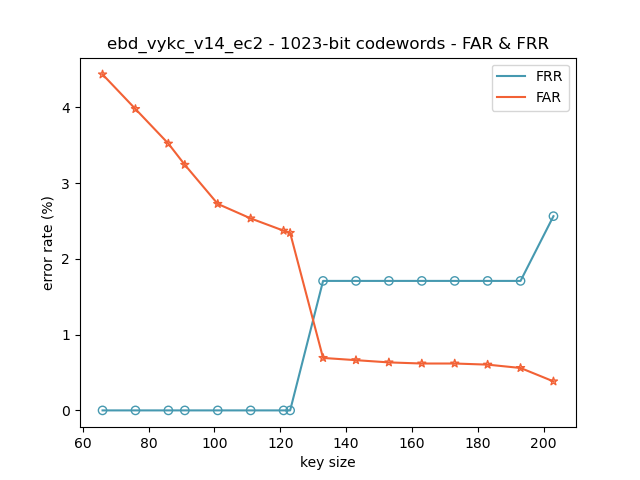 ebd_vykc_v14_ec2 - 1023-bit codewords - FAR & FRR
FRR
FAR
error rate (%)
4
3
2
1
0
60 80 100 120 140 160 180 200
key size